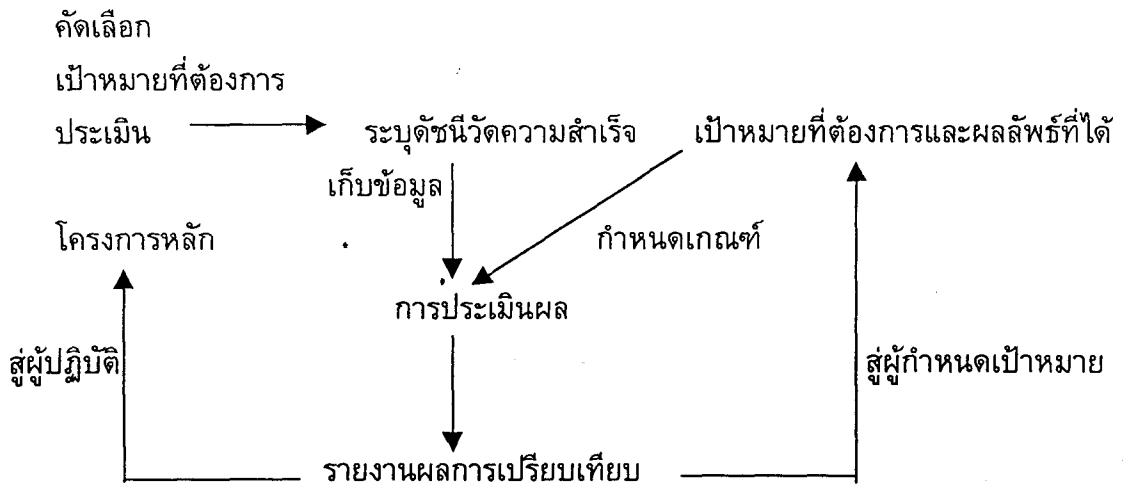 คัดเลือก
เป้าหมายที่ต้องการ
ประเมิน
ระบุดัชนีวัดความสำเร็จ
เป้าหมายที่ต้องการและผลลัพธ์ที่ได้
เก็บข้อมูล
โครงการหลัก
กำหนดเกณฑ์
การประเมินผล
สู่ผู้ปฏิบัติ
สู่ผู้กำหนดเป้าหมาย
รายงานผลการเปรียบเทียบ